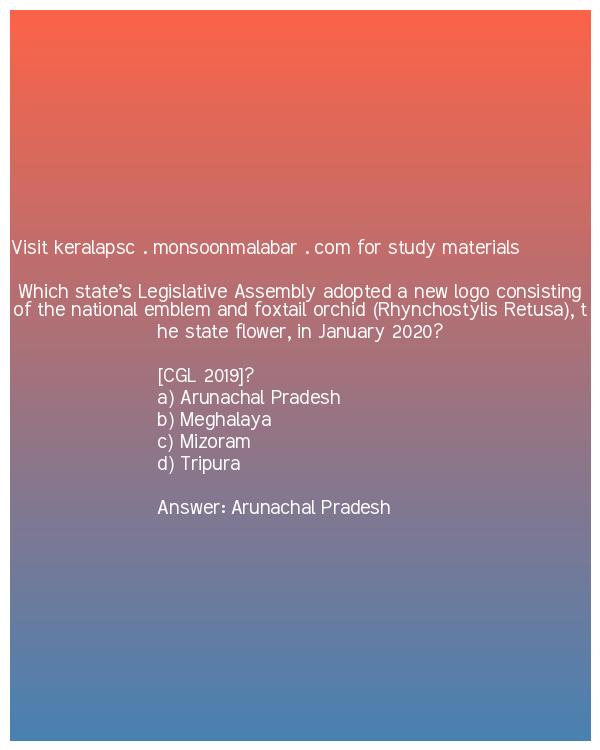 Visit keralapsc . monsoonmalabar . com for study materials
Which state's Legislative Assembly adopted a new logo consisting
of the national emblem and foxtail orchid (Rhynchostylis Retusa), t
he state flower, in January 2020?
[CGL 2019]?
a) Arunachal Pradesh
b) Meghalaya
c) Mizoram
d) Tripura
Answer: Arunachal Pradesh